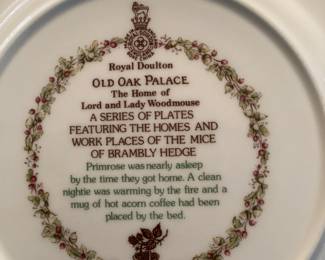 Royal Doulton
OLD OAK PALACE
The Home of
Lord and Lady Woodmouse
A SERIES OF PLATES
FEATURING THE HOMES AND
WORK PLACES OF THE MICE
OF BRAMBLY HEDGE
Primrose was nearly asleep
by the time they got home. A clean
nightie was warming by the fire and a
mug of hot acorn coffee had been
placed by the bed.